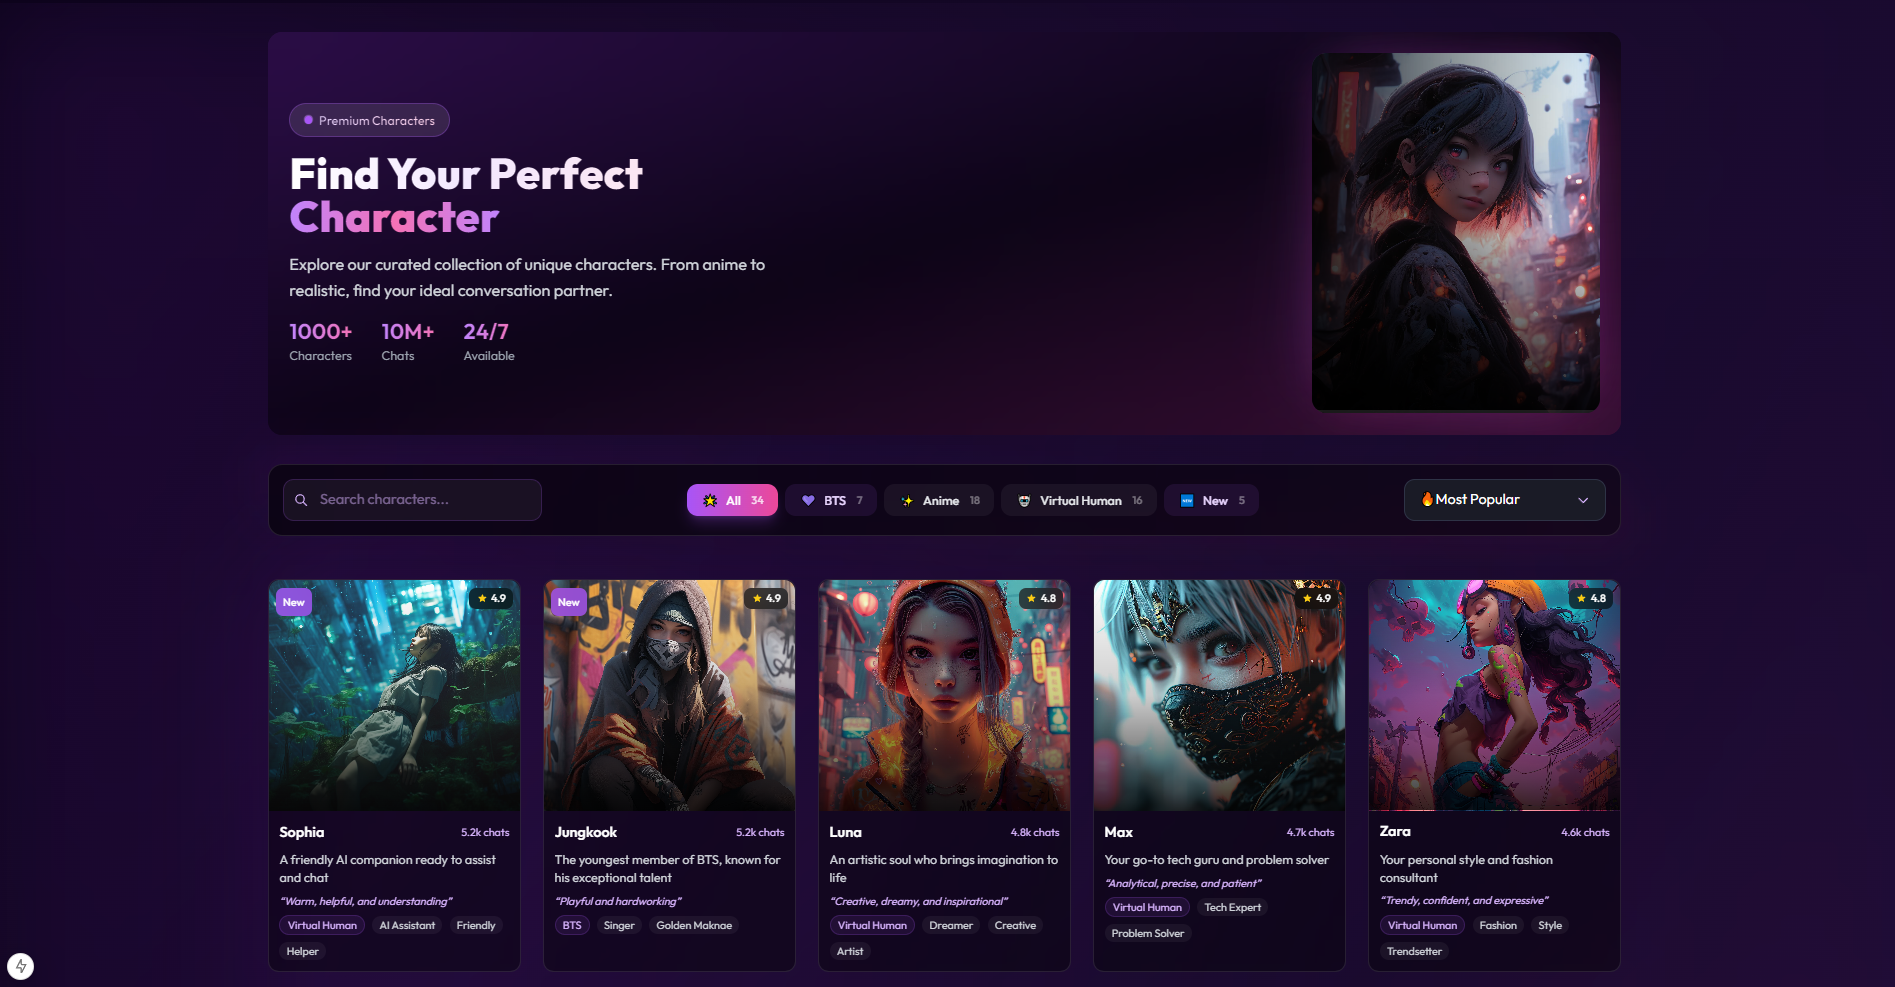 Premium Characters
Find Your Perfect
Character
Explore our curated collection of unique characters. From anime to
realistic, find your ideal conversation partner.
1000+ 10M+ 24/7
Characters Chats Available
Search characters...
All 34
BTS 7
Anime 18
Virtual Human 16
NEW New 5
Most Popular
New
4.9
Sophia 5.2k chats
A friendly AI companion ready to assist
and chat
"Warm, helpful, and understanding"
Virtual Human AI Assistant Friendly
Helper
New
4.9
Jungkook 5.2k chats
The youngest member of BTS, known for
his exceptional talent
"Playful and hardworking"
BTS Singer Golden Maknae
4.8
Luna 4.8k chats
An artistic soul who brings imagination to
life
"Creative, dreamy, and inspirational"
Virtual Human Dreamer Creative
Artist
4.9
Max 4.7k chats
Your go-to tech guru and problem solver
"Analytical, precise, and patient"
Virtual Human Tech Expert
Problem Solver
4.8
Zara 4.6k chats
Your personal style and fashion
consultant
"Trendy, confident, and expressive"
Virtual Human Fashion Style
Trendsetter